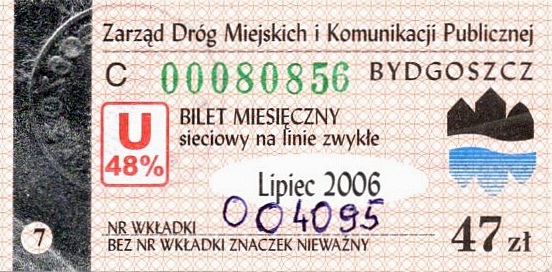 Zarząd Dróg Miejskich i Komunikacji Publicznej
C 00080856 BYDGOSZCZ
U
48%
BILET MIESIĘCZNY
sieciowy na linie zwykłe
Lipiec 2006
004095
7
NR WKŁADKI
BEZ NR WKŁADKI ZNACZEK NIEWAŻNY
47 zł